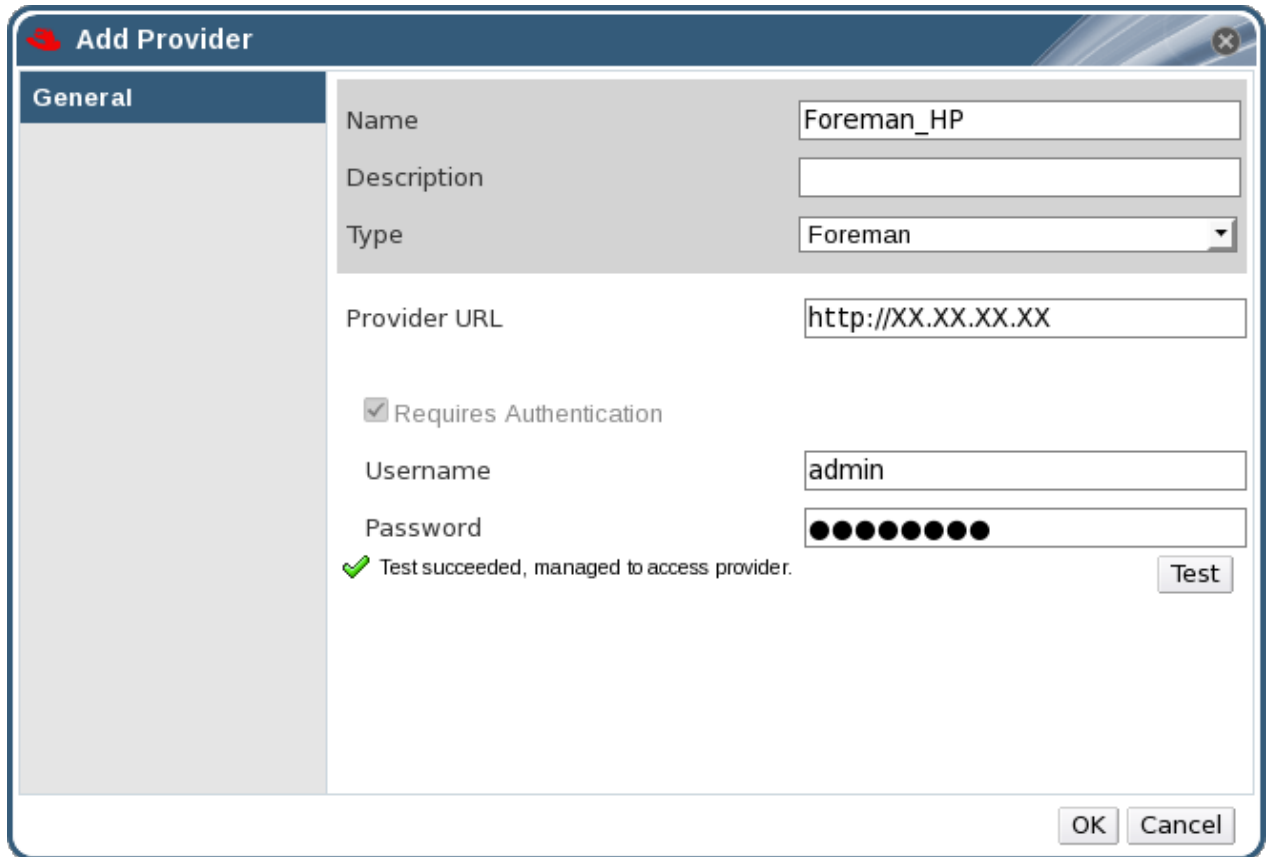 Add Provider
General
Name
Foreman_HP
Description
Type
Foreman
Provider URL
http://XX.XX.XX.XX
Requires Authentication
Username
admin
Password
●●●●●●●●
Test succeeded, managed to access provider.
Test
OK
Cancel